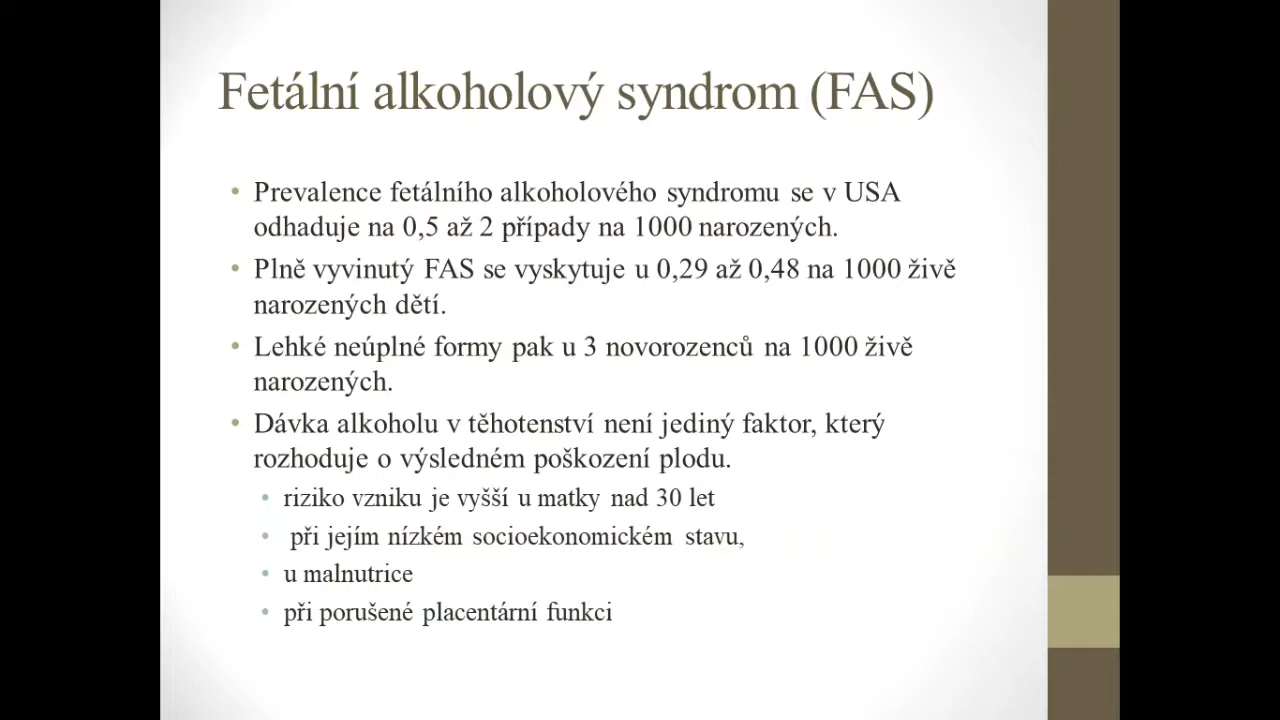 Fetální alkoholový syndrom (FAS)
• Prevalence fetálního alkoholového syndromu se v USA
odhaduje na 0,5 až 2 případy na 1000 narozených.
• Plně vyvinutý FAS se vyskytuje u 0,29 až 0,48 na 1000 živě
narozených dětí.
• Lehké neúplné formy pak u 3 novorozenců na 1000 živě
narozených.
• Dávka alkoholu v těhotenství není jediný faktor, který
rozhoduje o výsledném poškození plodu.
• riziko vzniku je vyšší u matky nad 30 let
• při jejím nízkém socioekonomickém stavu,
• u malnutrice
• při porušené placentární funkci